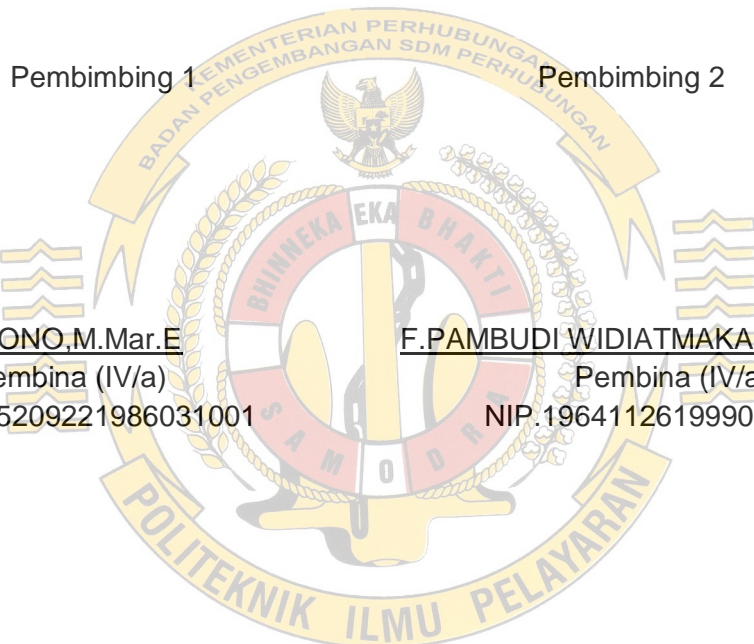 KEMENTERIAN PERHUBUNGAN
BADAN PENGEMBANGAN SDM PERHUBUNGAN
Pembimbing 1 Pembimbing 2
BHINNEKA EKA BHAKTI
ONO,M.Mar.E F.PAMBUDI WIDIATMAKA
embina (IV/a) Pembina (IV/a
5209221986031001 NIP.1964112619990
SAMODRA
POLITEKNIK ILMU PELAYARAN